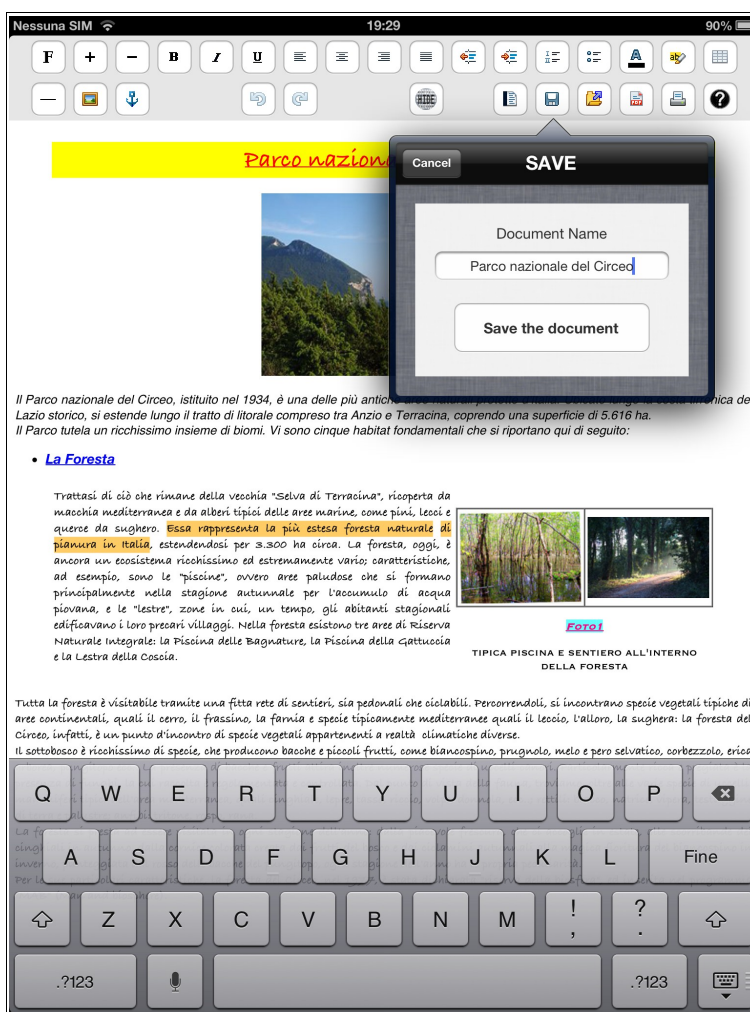 Nessuna SIM
19:29
90%
F + − B I U
A
ab
HIDE
PDF
?
Cancel
SAVE
Document Name
Parco nazionale del Circeo
Save the document
Parco nazion
Il Parco nazionale del Circeo, istituito nel 1934, è una delle più antiche
Lazio storico, si estende lungo il tratto di litorale compreso tra Anzio e Terracina, coprendo una superficie di 5.616 ha.
Il Parco tutela un ricchissimo insieme di biomi. Vi sono cinque habitat fondamentali che si riportano qui di seguito:
• La Foresta
Trattasi di ciò che rimane della vecchia "Selva di Terracina", ricoperta da
macchia mediterranea e da alberi tipici delle aree marine, come pini, lecci e
querce da sughero. Essa rappresenta la più estesa foresta naturale di
pianura in Italia, estendendosi per 3.300 ha circa. La foresta, oggi, è
ancora un ecosistema ricchissimo ed estremamente vario; caratteristiche,
ad esempio, sono le "piscine", ovvero aree paludose che si formano
principalmente nella stagione autunnale per l'accumulo di acqua
piovana, e le "lestre", zone in cui, un tempo, gli abitanti stagionali
edificavano i loro precari villaggi. Nella foresta esistono tre aree di Riserva
Naturale Integrale: la Piscina delle Bagnature, la Piscina della Gattuccia
e la Lestra della Coscia.
Foto1
TIPICA PISCINA E SENTIERO ALL'INTERNO
DELLA FORESTA
Tutta la foresta è visitabile tramite una fitta rete di sentieri, sia pedonali che ciclabili. Percorrendoli, si incontrano specie vegetali tipiche di
aree continentali, quali il cerro, il frassino, la farnia e specie tipicamente mediterranee quali il leccio, l'alloro, la sughera: la foresta del
Circeo, infatti, è un punto d'incontro di specie vegetali appartenenti a realtà climatiche diverse.
Il sottobosco è ricchissimo di specie, che producono bacche e piccoli frutti, come biancospino, prugnolo, melo e pero selvatico, corbezzolo, erica
Q W E R T Y U I O P
A S D F G H J K L Fine
Z X C V B N M ! , ? .
.?123 .?123